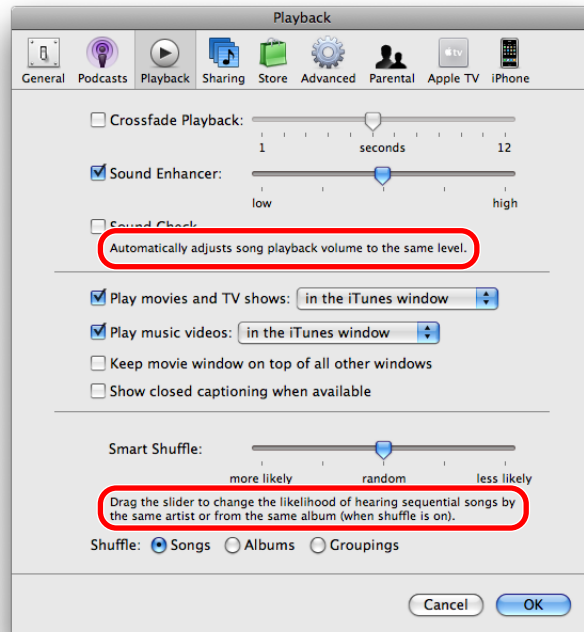 Playback
General Podcasts Playback Sharing Store Advanced Parental Apple TV iPhone
Crossfade Playback:
1 seconds 12
Sound Enhancer:
low high
Sound Check
Automatically adjusts song playback volume to the same level.
Play movies and TV shows: in the iTunes window
Play music videos: in the iTunes window
Keep movie window on top of all other windows
Show closed captioning when available
Smart Shuffle:
more likely random less likely
Drag the slider to change the likelihood of hearing sequential songs by
the same artist or from the same album (when shuffle is on).
Shuffle: Songs Albums Groupings
Cancel OK